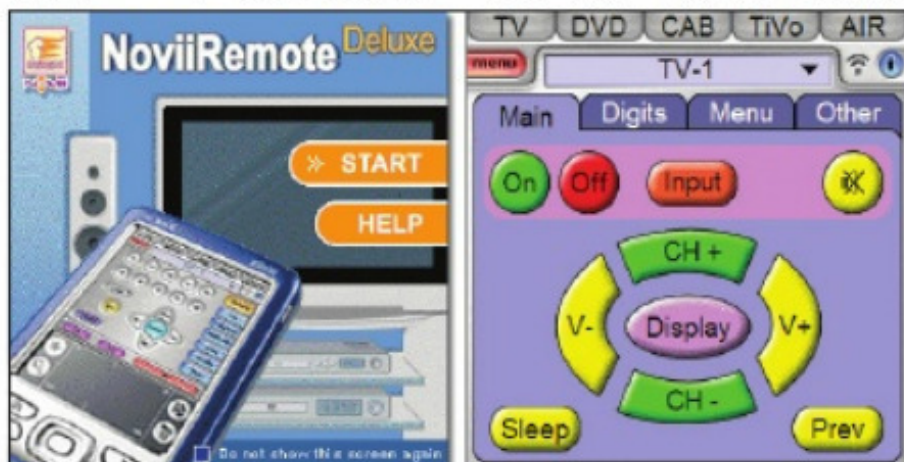 NoviiRemote Deluxe
START
HELP
Do not show this screen again
TV DVD CAB TiVo AIR
menu TV-1
Main Digits Menu Other
On Off Input
CH +
V- Display V+
CH -
Sleep Prev